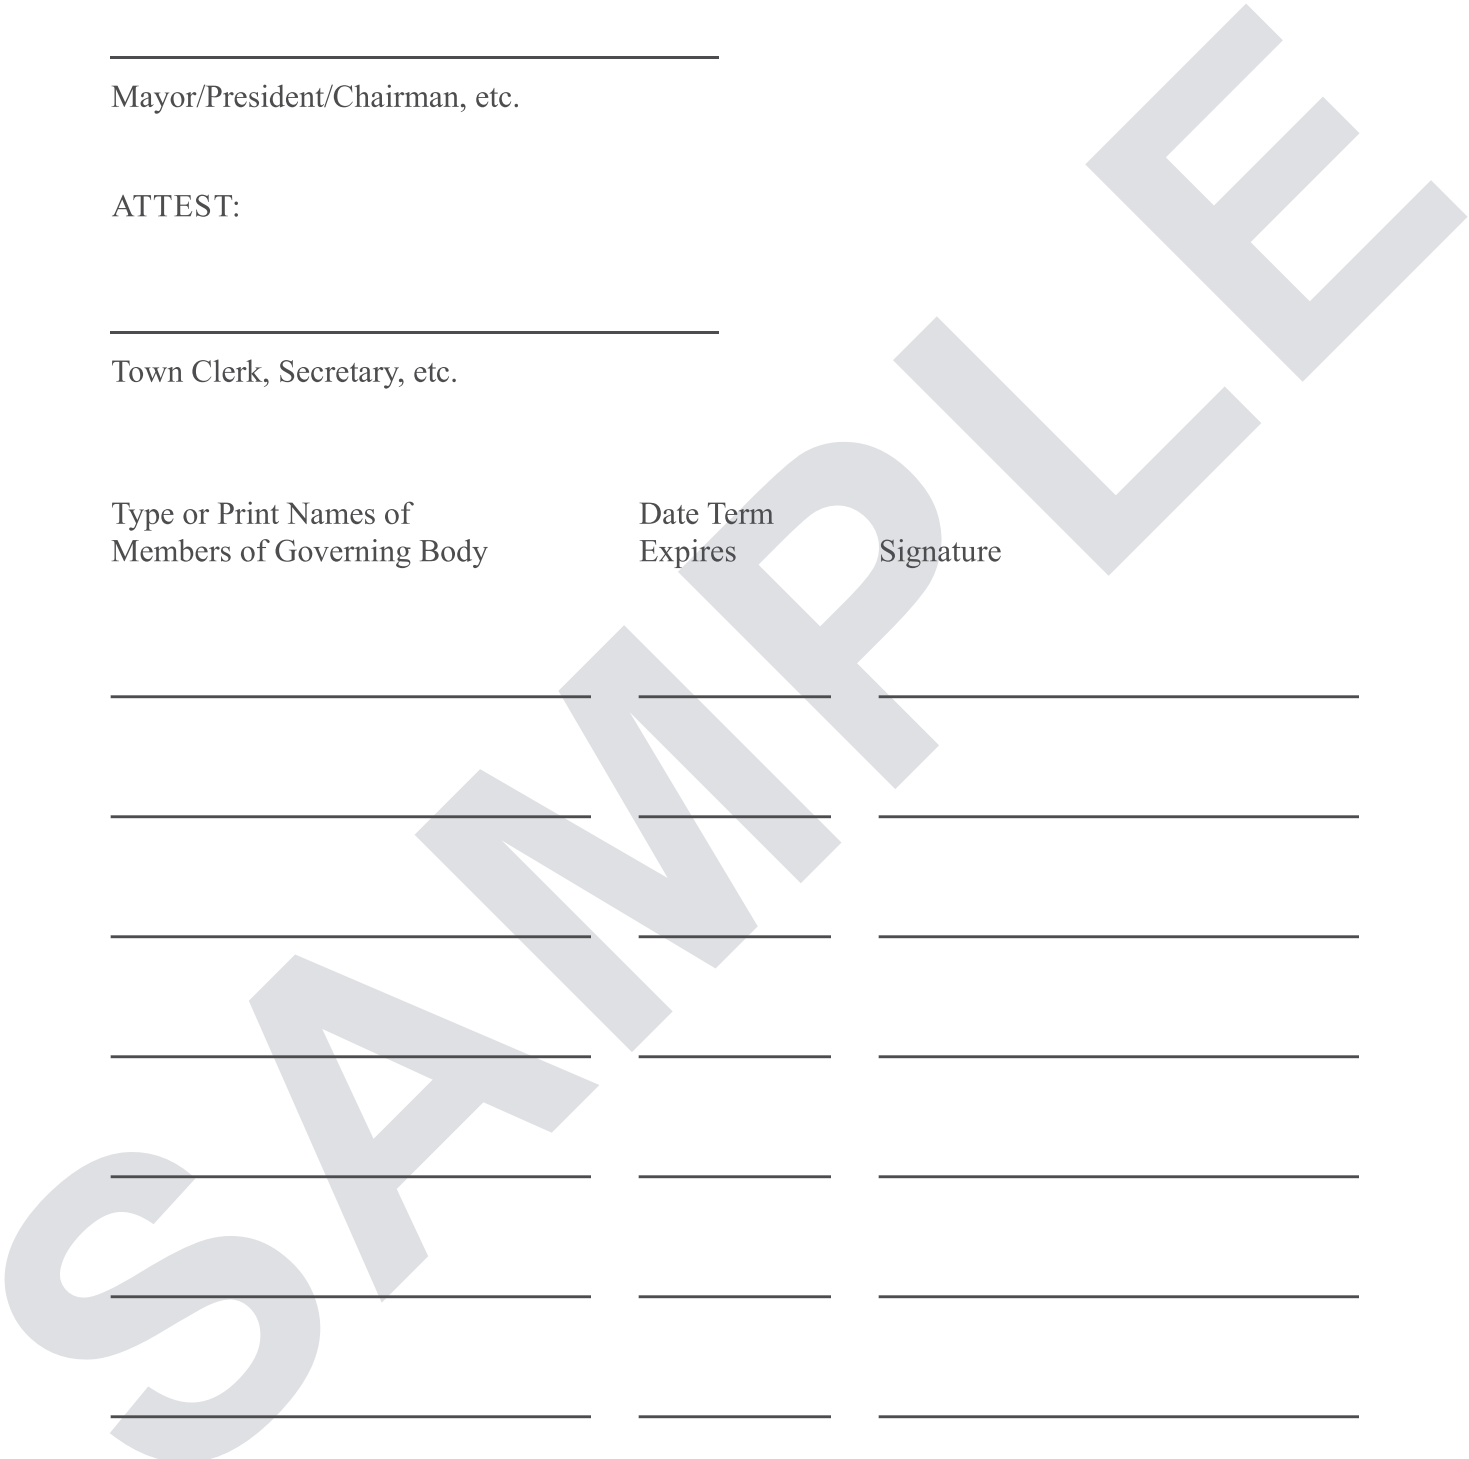 Mayor/President/Chairman, etc.
ATTEST:
Town Clerk, Secretary, etc.
Type or Print Names of
Members of Governing Body
Date Term
Expires
Signature
SAMPLE